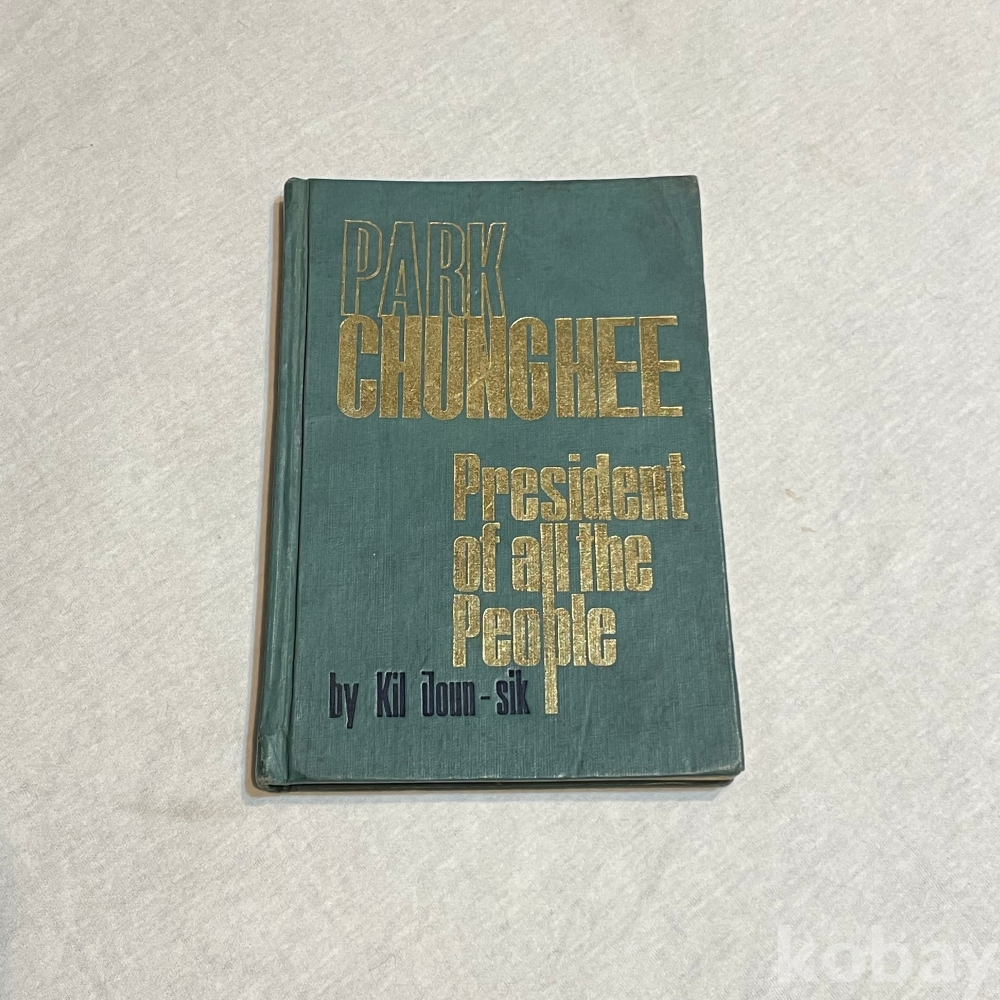 PARK
CHUNGHEE
President
of all the
People
by Kil Joun-sik
kobay